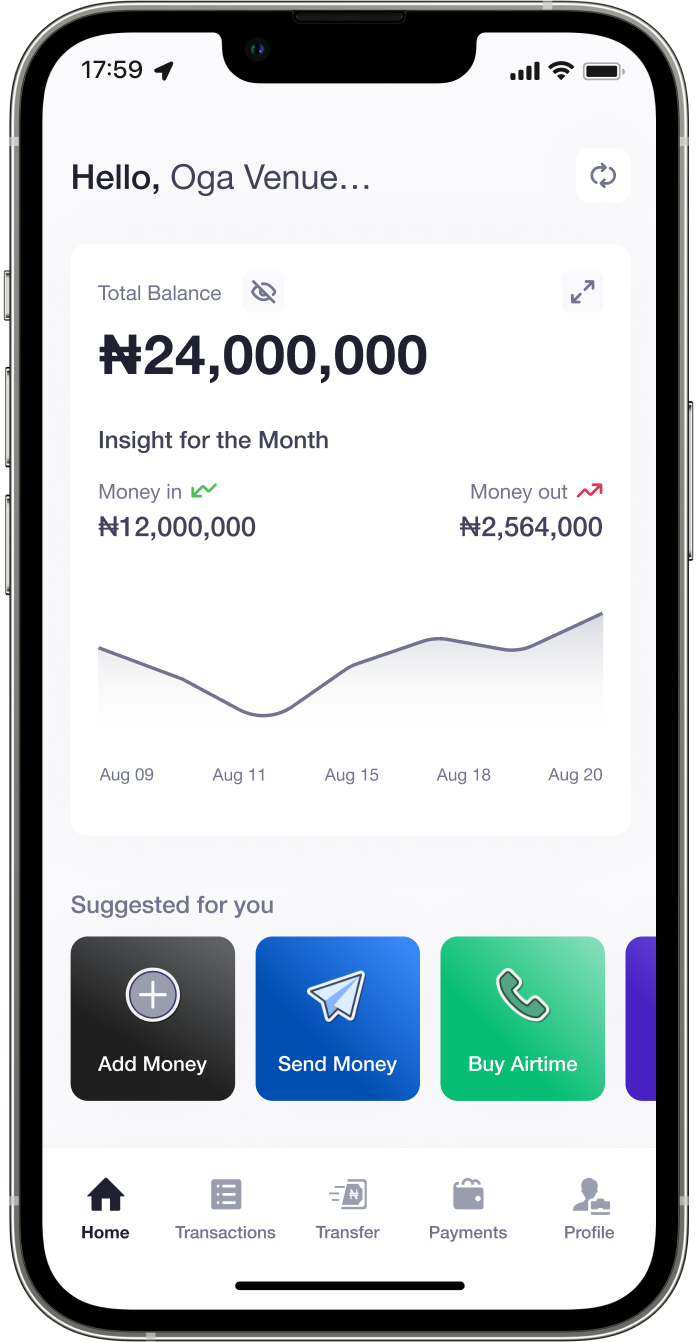 17:59
Hello, Oga Venue...
Total Balance
₦24,000,000
Insight for the Month
Money in Money out
₦12,000,000 ₦2,564,000
Aug 09 Aug 11 Aug 15 Aug 18 Aug 20
Suggested for you
Add Money Send Money Buy Airtime
Home Transactions Transfer Payments Profile